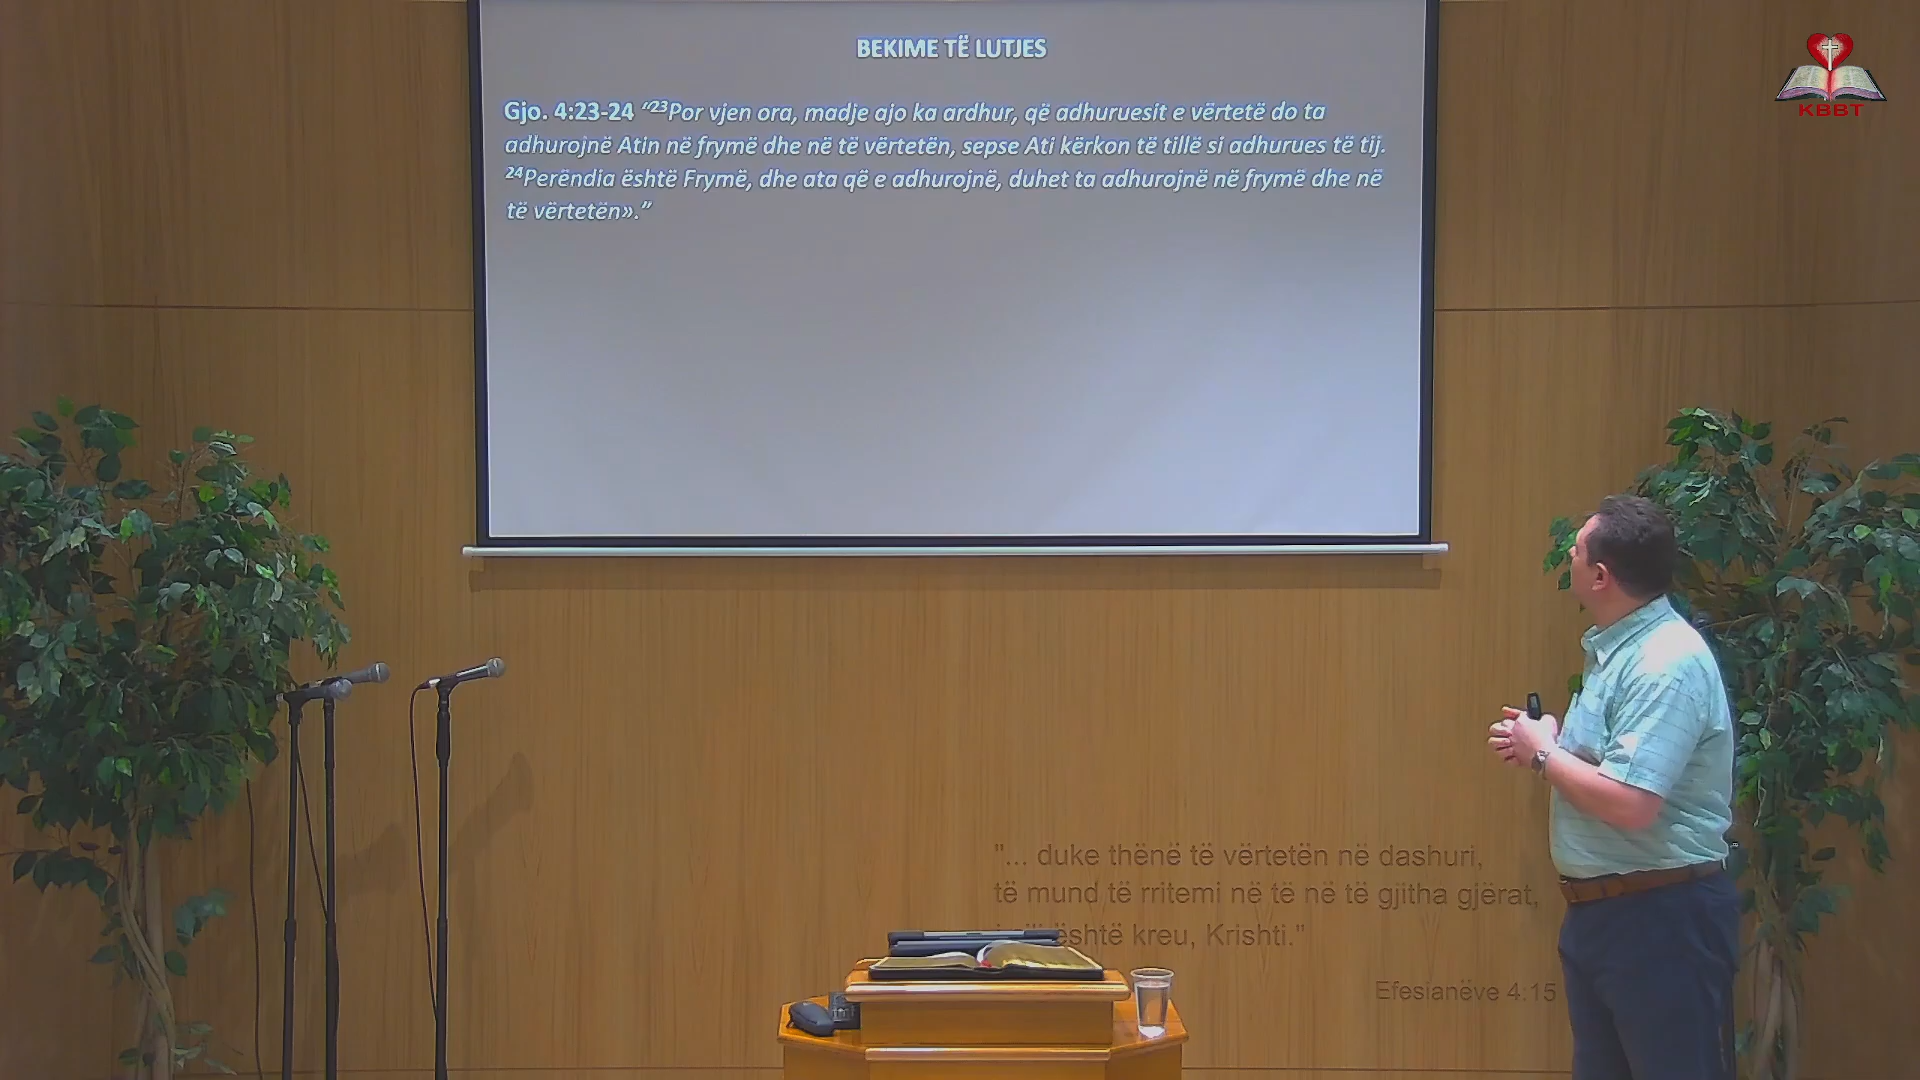 BEKIME TË LUTJES
Gjo. 4:23-24 “²³Por vjen ora, madje ajo ka ardhur, që adhuruesit e vërtetë do ta
adhurojnë Atin në frymë dhe në të vërtetën, sepse Ati kërkon të tillë si adhurues të tij.
²⁴Perëndia është Frymë, dhe ata që e adhurojnë, duhet ta adhurojnë në frymë dhe në
të vërtetën».”
KBBT
"... duke thënë të vërtetën në dashuri,
të mund të rritemi në të në të gjitha gjërat,
është kreu, Krishti."
Efesianëve 4:15